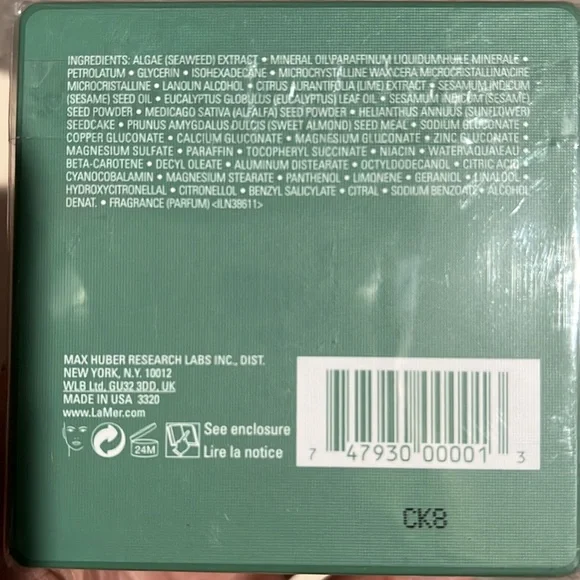 INGREDIENTS: ALGAE (SEAWEED) EXTRACT • MINERAL OIL\PARAFFINUM LIQUIDUM\HUILE MINERALE •
PETROLATUM • GLYCERIN • ISOHEXADECANE • MICROCRYSTALLINE WAX\CERA MICROCRISTALLINA\CIRE
MICROCRISTALLINE • LANOLIN ALCOHOL • CITRUS AURANTIFOLIA (LIME) EXTRACT • SESAMUM INDICUM
(SESAME) SEED OIL • EUCALYPTUS GLOBULUS (EUCALYPTUS) LEAF OIL • SESAMUM INDICUM (SESAME)
SEED POWDER • MEDICAGO SATIVA (ALFALFA) SEED POWDER • HELIANTHUS ANNUUS (SUNFLOWER)
SEEDCAKE • PRUNUS AMYGDALUS DULCIS (SWEET ALMOND) SEED MEAL • SODIUM GLUCONATE •
COPPER GLUCONATE • CALCIUM GLUCONATE • MAGNESIUM GLUCONATE • ZINC GLUCONATE •
MAGNESIUM SULFATE • PARAFFIN • TOCOPHERYL SUCCINATE • NIACIN • WATER\AQUA\EAU •
BETA-CAROTENE • DECYL OLEATE • ALUMINUM DISTEARATE • OCTYLDODECANOL • CITRIC ACID •
CYANOCOBALAMIN • MAGNESIUM STEARATE • PANTHENOL • LIMONENE • GERANIOL • LINALOOL •
HYDROXYCITRONELLAL • CITRONELLOL • BENZYL SALICYLATE • CITRAL • SODIUM BENZOATE • ALCOHOL
DENAT. • FRAGRANCE (PARFUM) <ILN38611>
MAX HUBER RESEARCH LABS INC., DIST.
NEW YORK, N.Y. 10012
WLB Ltd, GU32 3DD, UK
MADE IN USA 3320
www.LaMer.com
24M
See enclosure
Lire la notice
7 47930 00001 3
CK8